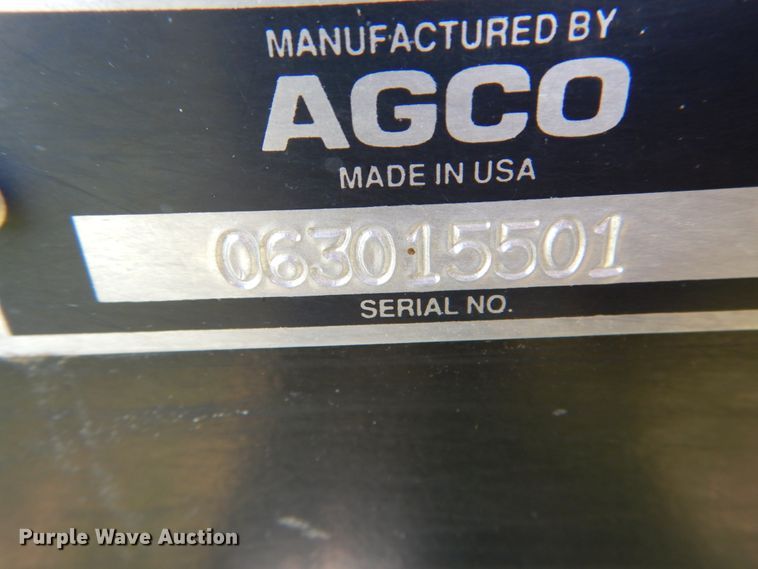 MANUFACTURED BY
AGCO
MADE IN USA
063015501
SERIAL NO.
Purple Wave Auction